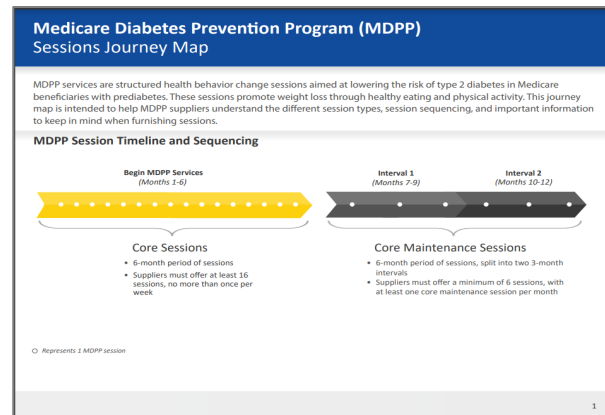 Medicare Diabetes Prevention Program (MDPP)
Sessions Journey Map
MDPP services are structured health behavior change sessions aimed at lowering the risk of type 2 diabetes in Medicare
beneficiaries with prediabetes. These sessions promote weight loss through healthy eating and physical activity. This journey
map is intended to help MDPP suppliers understand the different session types, session sequencing, and important information
to keep in mind when furnishing sessions.
MDPP Session Timeline and Sequencing
Begin MDPP Services
(Months 1-6)
Interval 1
(Months 7-9)
Interval 2
(Months 10-12)
Core Sessions
• 6-month period of sessions
• Suppliers must offer at least 16
sessions, no more than once per
week
Core Maintenance Sessions
• 6-month period of sessions, split into two 3-month
intervals
• Suppliers must offer a minimum of 6 sessions, with
at least one core maintenance session per month
Represents 1 MDPP session
1